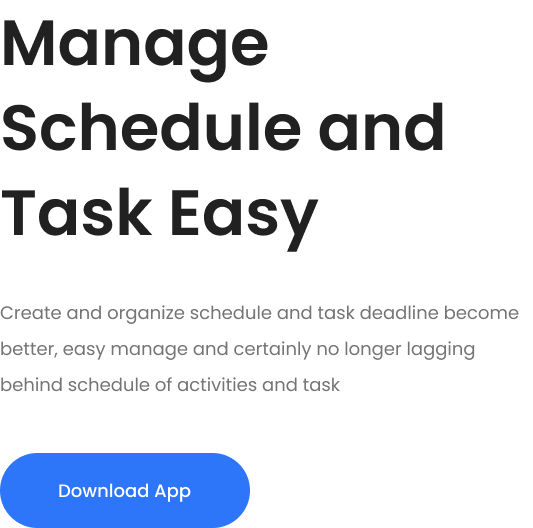 Manage
Schedule and
Task Easy
Create and organize schedule and task deadline become
better, easy manage and certainly no longer lagging
behind schedule of activities and task
Download App